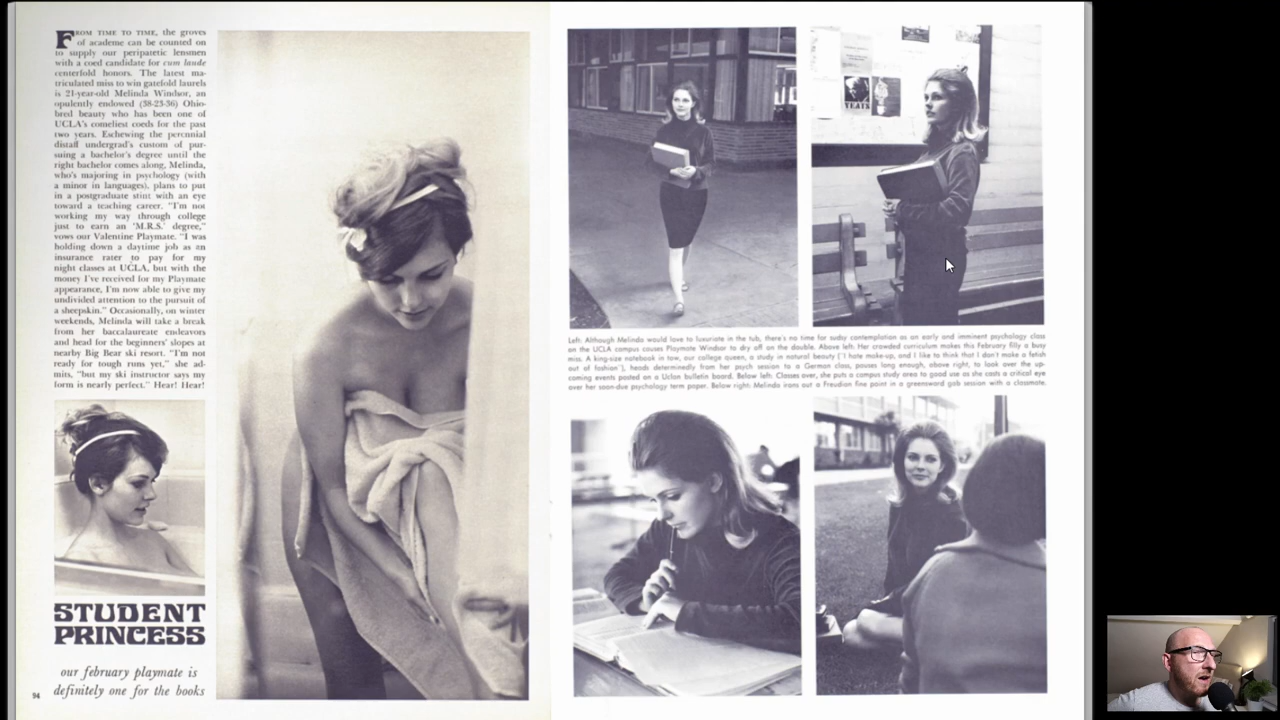 FROM TIME TO TIME, the groves
of academe can be counted on
to supply our peripatetic lensmen
with a coed candidate for cum laude
centerfold honors. The latest ma-
triculated miss to win gatefold laurels
is 21-year-old Melinda Windsor, an
opulently endowed (38-23-36) Ohio-
bred beauty who has been one of
UCLA's comeliest coeds for the past
two years. Eschewing the perennial
distaff undergrad's custom of pur-
suing a bachelor's degree until the
right bachelor comes along, Melinda,
who's majoring in psychology (with
a minor in languages), plans to put
in a postgraduate stint with an eye
toward a teaching career. "I'm not
working my way through college
just to earn an 'M.R.S.' degree,"
vows our Valentine Playmate. "I was
holding down a daytime job as an
insurance rater to pay for my
night classes at UCLA, but with the
money I've received for my Playmate
appearance, I'm now able to give my
undivided attention to the pursuit of
a sheepskin." Occasionally, on winter
weekends, Melinda will take a break
from her baccalaureate endeavors
and head for the beginners' slopes at
nearby Big Bear ski resort. "I'm not
ready for tough runs yet," she ad-
mits, "but my ski instructor says my
form is nearly perfect." Hear! Hear!
STUDENT
PRINCESS
our february playmate is
definitely one for the books
94
YEATS
Left: Although Melinda would love to luxuriate in the tub, there's no time for sudsy contemplation as an early and imminent psychology class
on the UCLA campus causes Playmate Windsor to dry off on the double. Above left: Her crowded curriculum makes this February filly a busy
miss. A king-size notebook in tow, our college queen, a study in natural beauty ("I hate make-up, and I like to think that I don't make a fetish
out of fashion"), heads determinedly from her psych session to a German class, pauses long enough, above right, to look over the up-
coming events posted on a Uclan bulletin board. Below left: Classes over, she puts a campus study area to good use as she casts a critical eye
over her soon-due psychology term paper. Below right: Melinda irons out a Freudian fine point in a greensward gab session with a classmate.